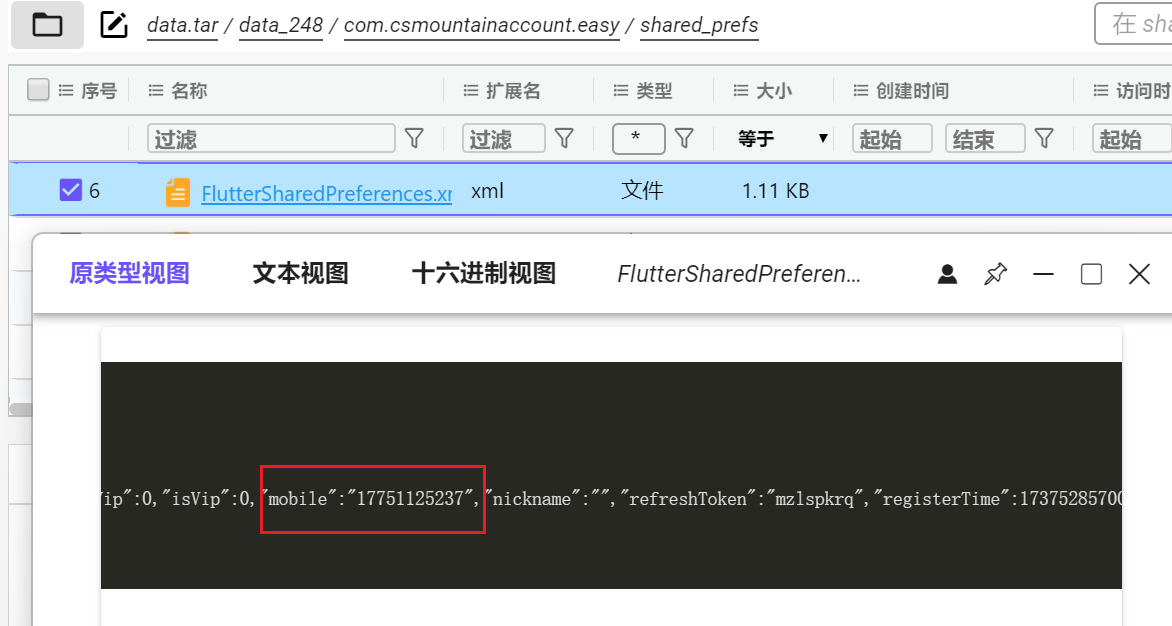 data.tar / data_248 / com.csmountainaccount.easy / shared_prefs
在 sha
序号 名称 扩展名 类型 大小 创建时间 访问时
过滤 过滤 * 等于 起始 结束 起始
6 FlutterSharedPreferences.xr xml 文件 1.11 KB
原类型视图 文本视图 十六进制视图 FlutterSharedPreferen...
ip":0,"isVip":0,"mobile":"17751125237","nickname":"","refreshToken":"mzlspkrq","registerTime":1737528570